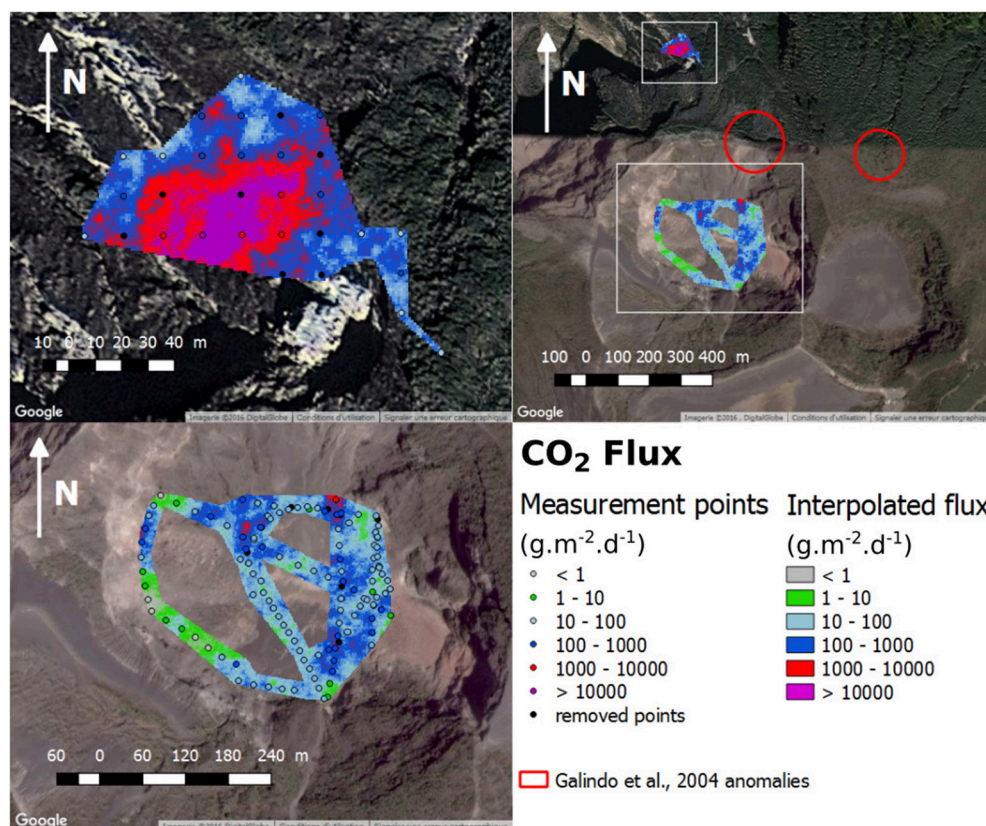 N
10 0 10 20 30 40 m
Google
Imagerie ©2016 DigitalGlobe | Conditions d'utilisation | Signaler une erreur cartographique
N
100 0 100 200 300 400 m
Google
Imagerie ©2016 , DigitalGlobe | Conditions d'utilisation | Signaler une erreur cartographique
N
60 0 60 120 180 240 m
Google
CO₂ Flux
Measurement points
(g.m⁻².d⁻¹)
< 1
1 - 10
10 - 100
100 - 1000
1000 - 10000
> 10000
removed points
Interpolated flux
(g.m⁻².d⁻¹)
< 1
1 - 10
10 - 100
100 - 1000
1000 - 10000
> 10000
Galindo et al., 2004 anomalies